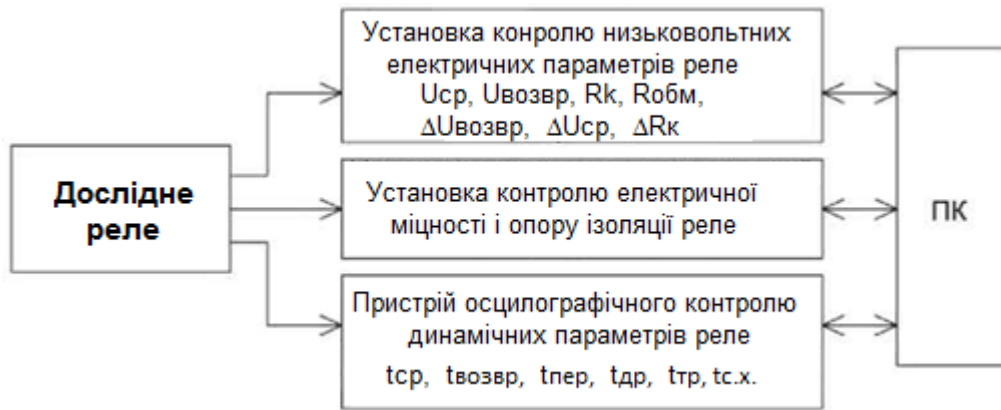 Установка конролю низьковольтних
електричних параметрів реле
Uср, Uвозвр, Rk, Rобм,
ΔUвозвр, ΔUср, ΔRк
Дослідне
реле
Установка контролю електричної
міцності і опору ізоляції реле
ПК
Пристрій осцилографічного контролю
динамічних параметрів реле
tср, tвозвр, tпер, tдр, tтр, tс.х.